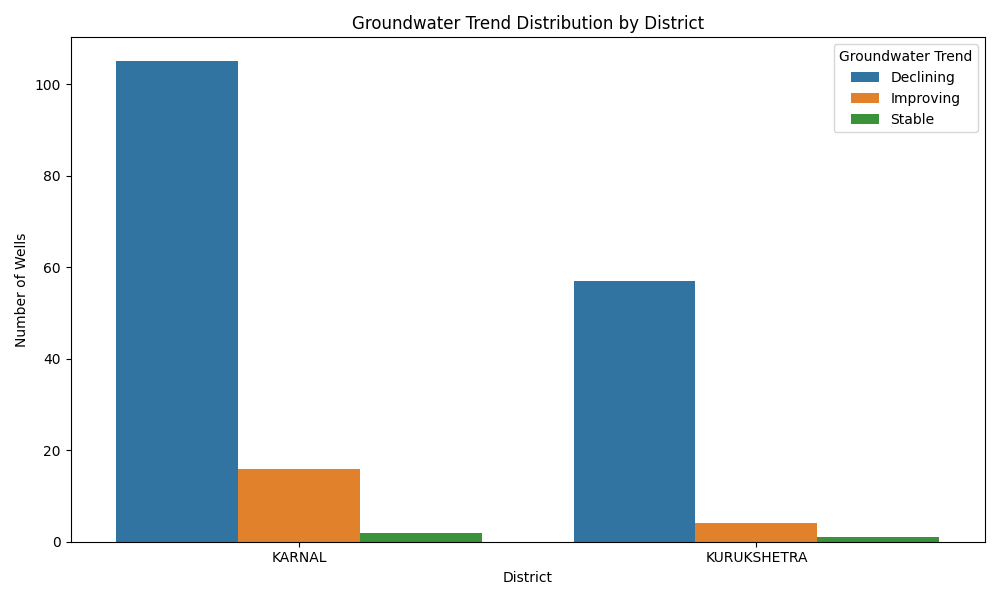 Groundwater Trend Distribution by District
Groundwater Trend
Declining
Improving
Stable
Number of Wells
100
80
60
40
20
0
KARNAL
KURUKSHETRA
District